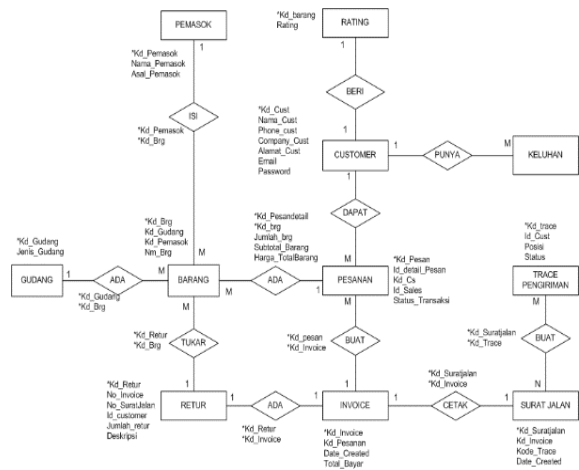 PEMASOK
1
*Kd_Pemasok
Nama_Pemasok
Asal_Pemasok
ISI
*Kd_Pemasok
*Kd_Brg
*Kd_Brg
Kd_Gudang
Kd_Pemasok
Nm_Brg
M
*Kd_barang
Rating
RATING
1
BERI
1
*Kd_Cust
Nama_Cust
Phone_cust
Company_Cust
Alamat_Cust
Email
Password
CUSTOMER
1
PUNYA
M
KELUHAN
1
DAPAT
M
*Kd_Gudang
Jenis_Gudang
GUDANG
1
ADA
M
*Kd_Gudang
*Kd_Brg
BARANG
M
*Kd_Pesandetail
*Kd_brg
Jumlah_brg
Subtotal_Barang
Harga_TotalBarang
ADA
1
PESANAN
*Kd_Pesan
Id_detail_Pesan
Kd_Cs
Id_Sales
Status_Transaksi
*Kd_trace
Id_Cust
Posisi
Status
TRACE
PENGIRIMAN
M
*Kd_Suratjalan
*Kd_Trace
BUAT
N
M
*Kd_Retur
*Kd_Brg
TUKAR
1
M
*Kd_pesan
*Kd_Invoice
BUAT
1
*Kd_Retur
No_Invoice
No_SuratJalan
Id_customer
Jumlah_retur
Deskripsi
RETUR
1
ADA
1
*Kd_Retur
*Kd_Invoice
INVOICE
1
*Kd_Suratjalan
*Kd_Invoice
CETAK
1
SURAT JALAN
*Kd_Invoice
Kd_Pesanan
Date_Created
Total_Bayar
*Kd_Suratjalan
Kd_Invoice
Kode_Trace
Date_Created